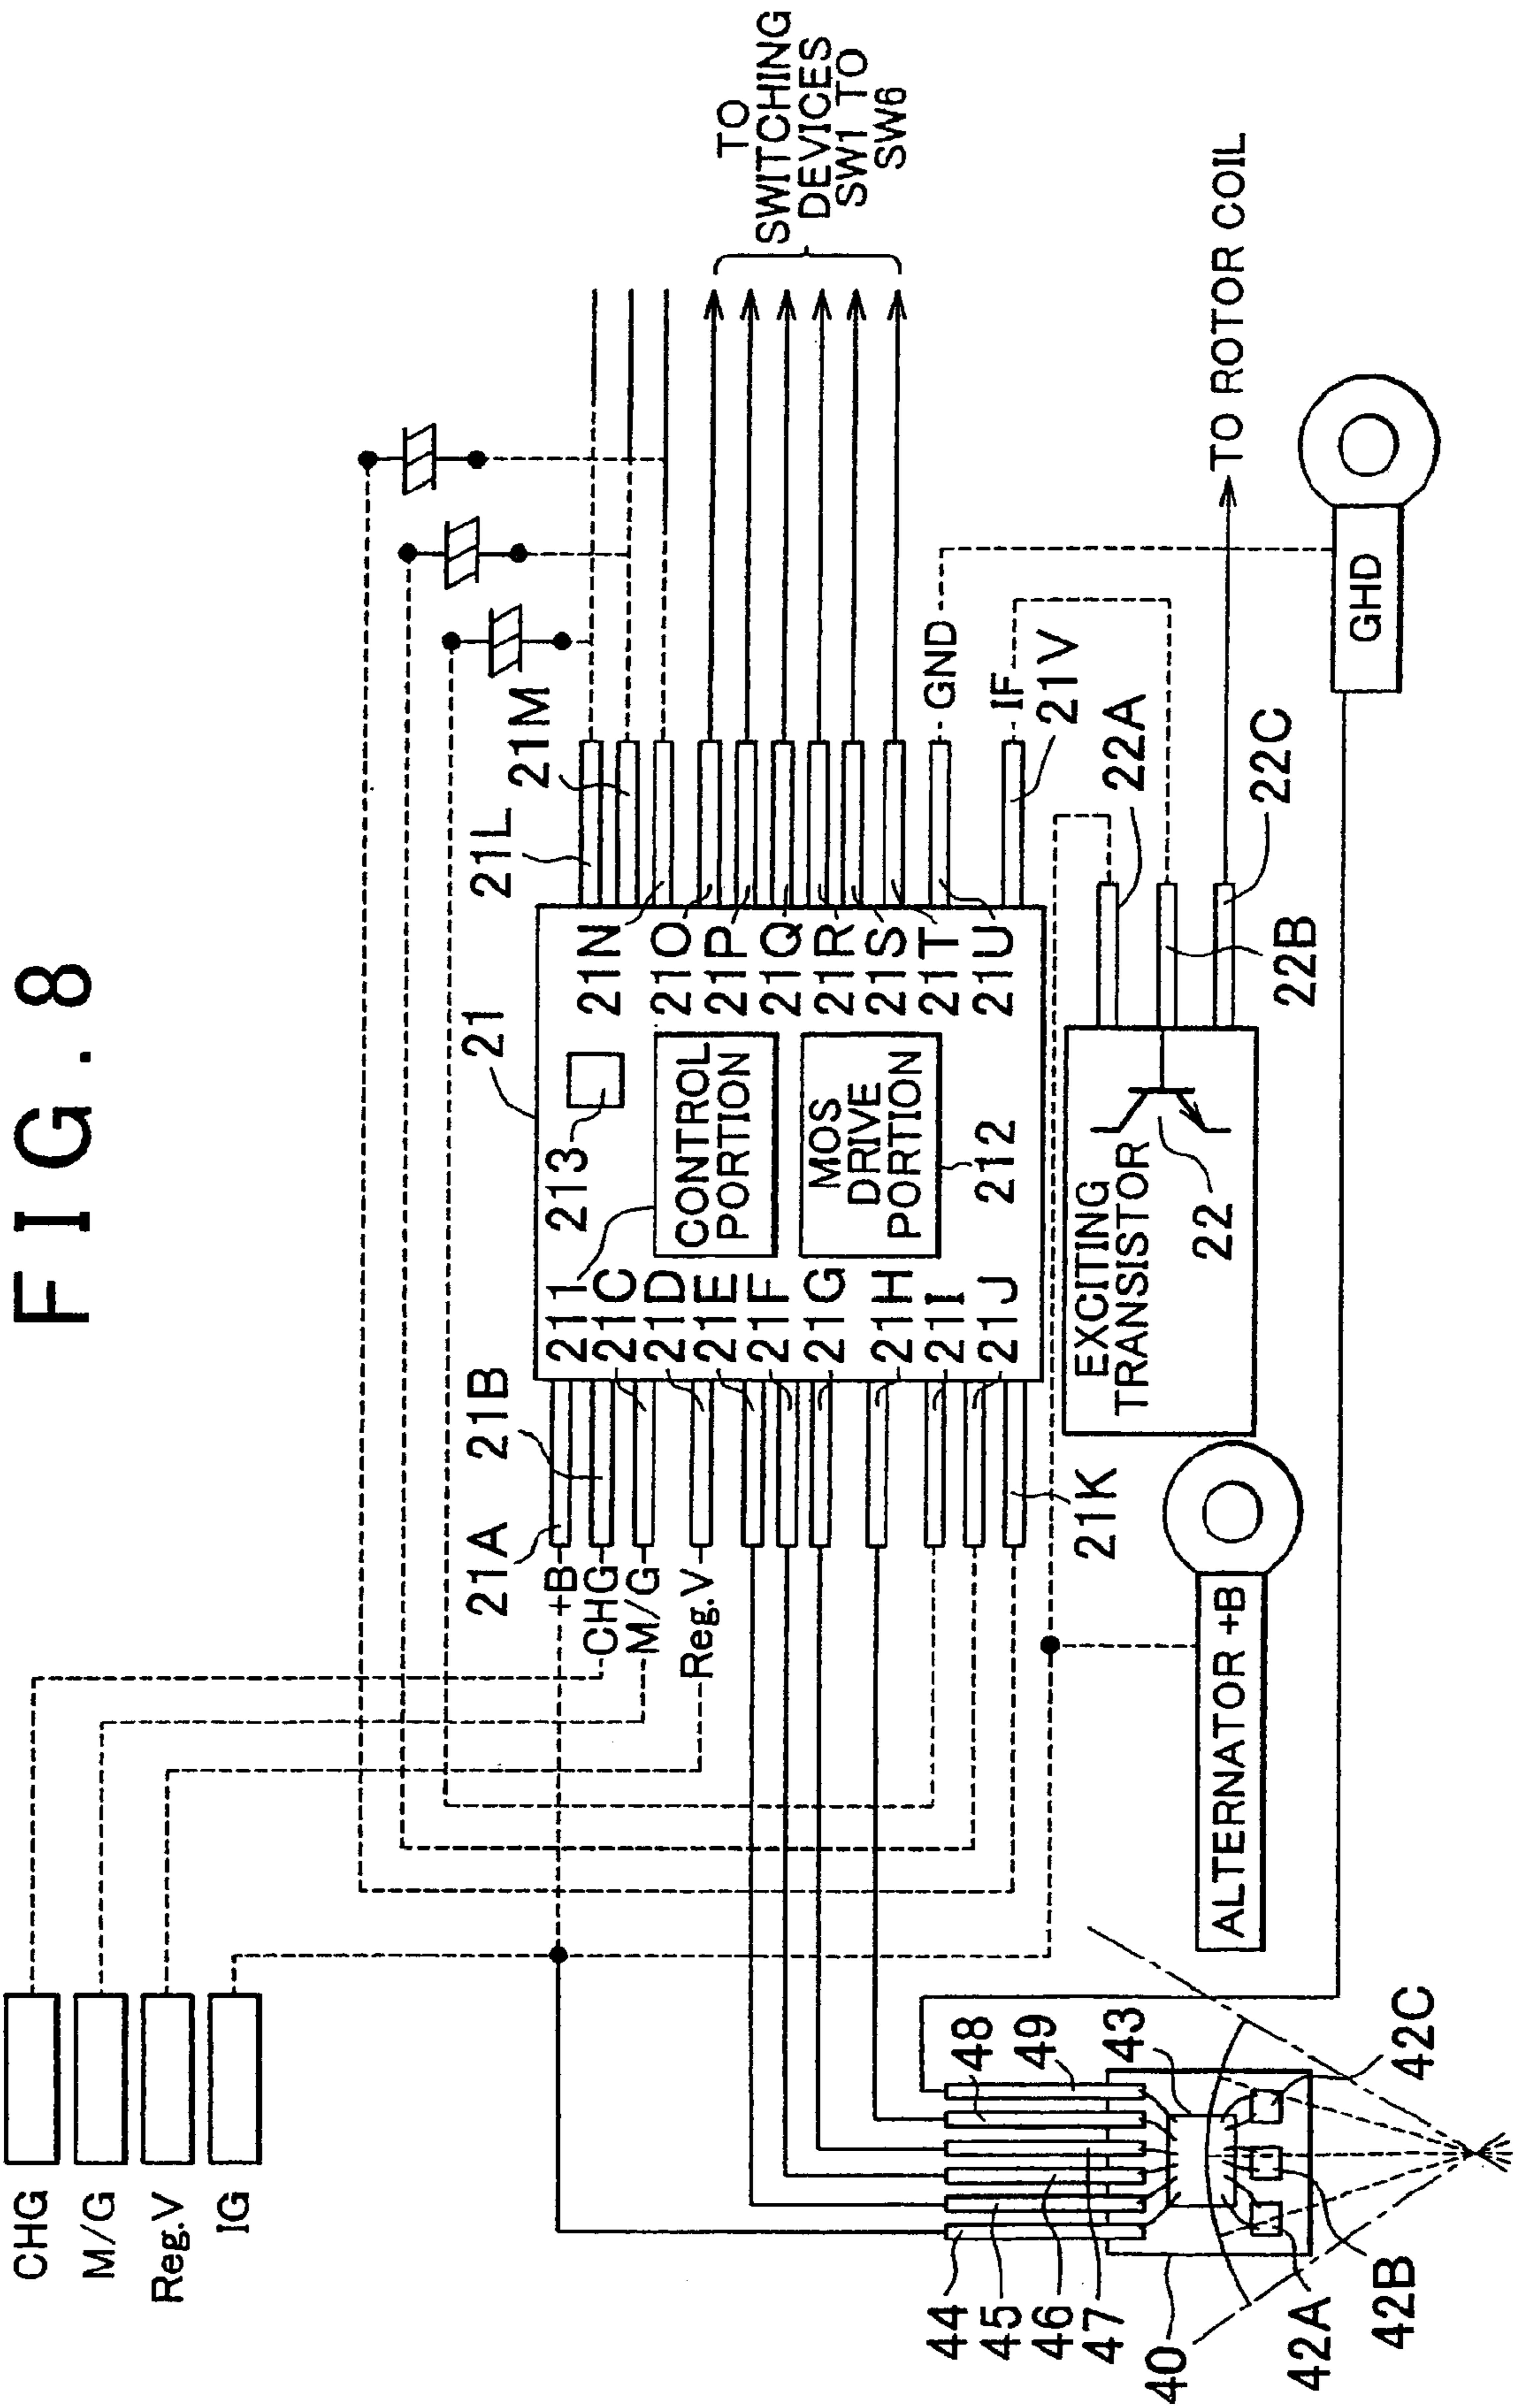 FIG. 8
CHG
M/G
Reg.V
IG
21
21A
21B
21L
21M
+B
CHG
M/G
Reg.V
211
213
21C
21D
21E
21F
21G
21H
21I
21J
21K
CONTROL
PORTION
MOS
DRIVE
PORTION
212
21N
21O
21P
21Q
21R
21S
21T
21U
GND
IF
21V
TO
SWITCHING
DEVICES
SW1 TO
SW6
EXCITING
TRANSISTOR
22
22A
22B
22C
TO ROTOR COIL
ALTERNATOR +B
GHD
44
45
46
47
48
49
43
40
42A
42B
42C